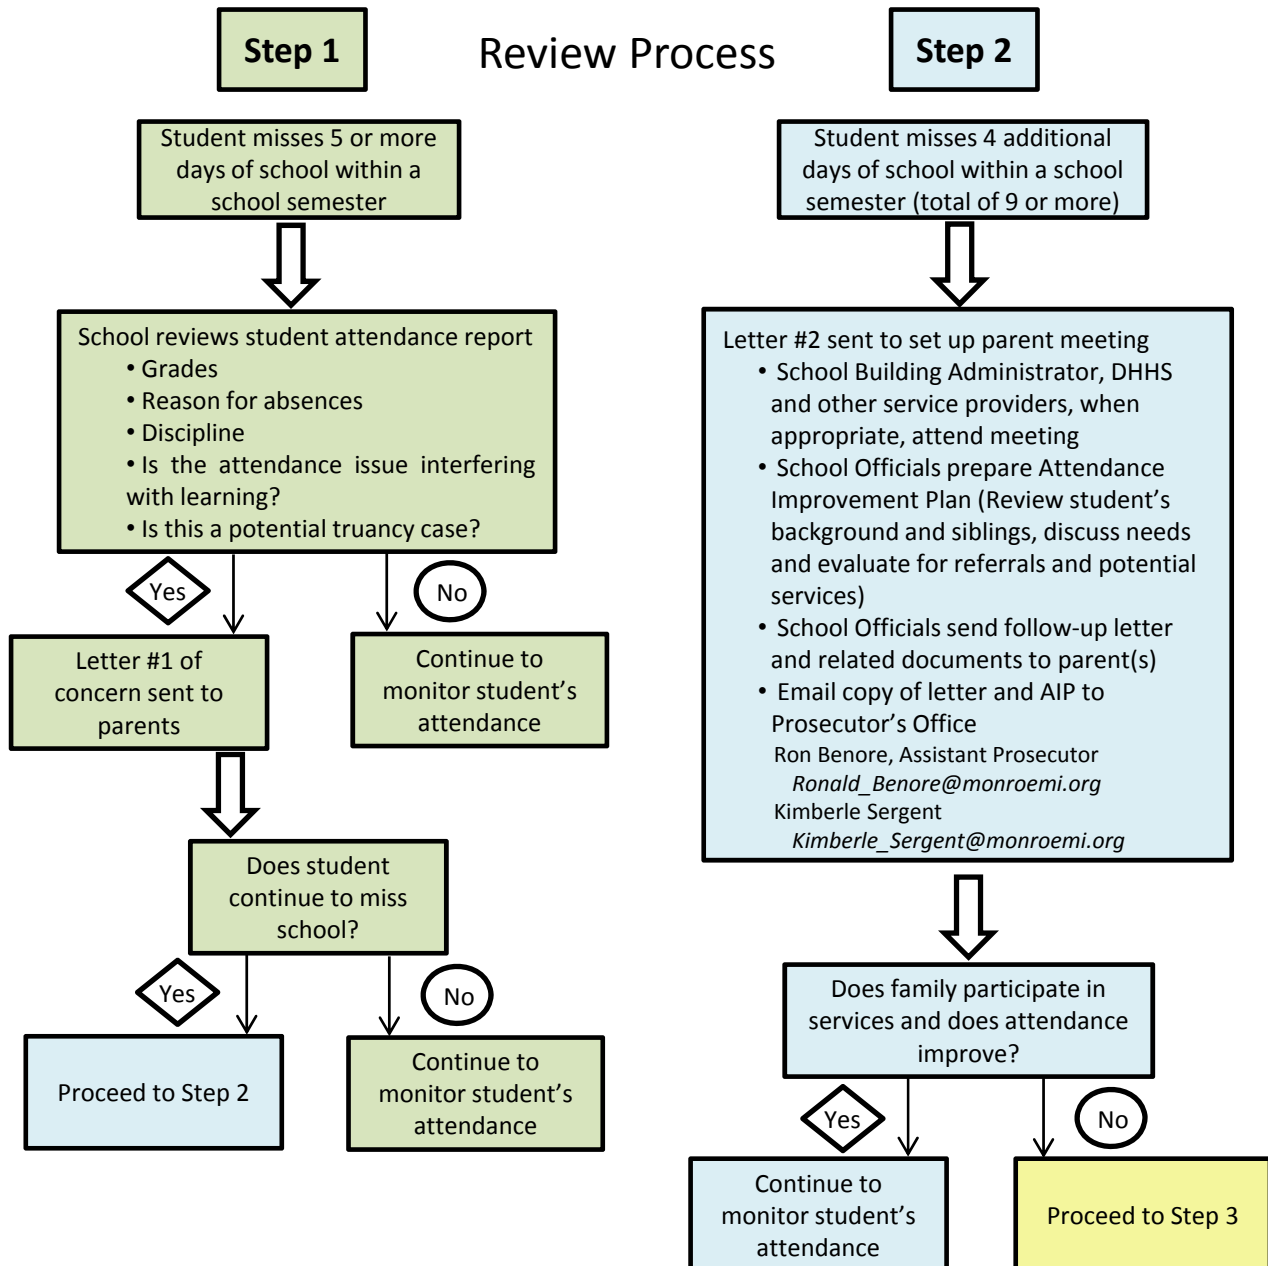 Step 1
Review Process
Step 2
Student misses 5 or more
days of school within a
school semester
School reviews student attendance report
• Grades
• Reason for absences
• Discipline
• Is the attendance issue interfering
with learning?
• Is this a potential truancy case?
Yes
No
Letter #1 of
concern sent to
parents
Continue to
monitor student's
attendance
Does student
continue to miss
school?
Yes
No
Proceed to Step 2
Continue to
monitor student's
attendance
Student misses 4 additional
days of school within a school
semester (total of 9 or more)
Letter #2 sent to set up parent meeting
• School Building Administrator, DHHS
and other service providers, when
appropriate, attend meeting
• School Officials prepare Attendance
Improvement Plan (Review student's
background and siblings, discuss needs
and evaluate for referrals and potential
services)
• School Officials send follow-up letter
and related documents to parent(s)
• Email copy of letter and AIP to
Prosecutor's Office
Ron Benore, Assistant Prosecutor
Ronald_Benore@monroemi.org
Kimberle Sergent
Kimberle_Sergent@monroemi.org
Does family participate in
services and does attendance
improve?
Yes
No
Continue to
monitor student's
attendance
Proceed to Step 3